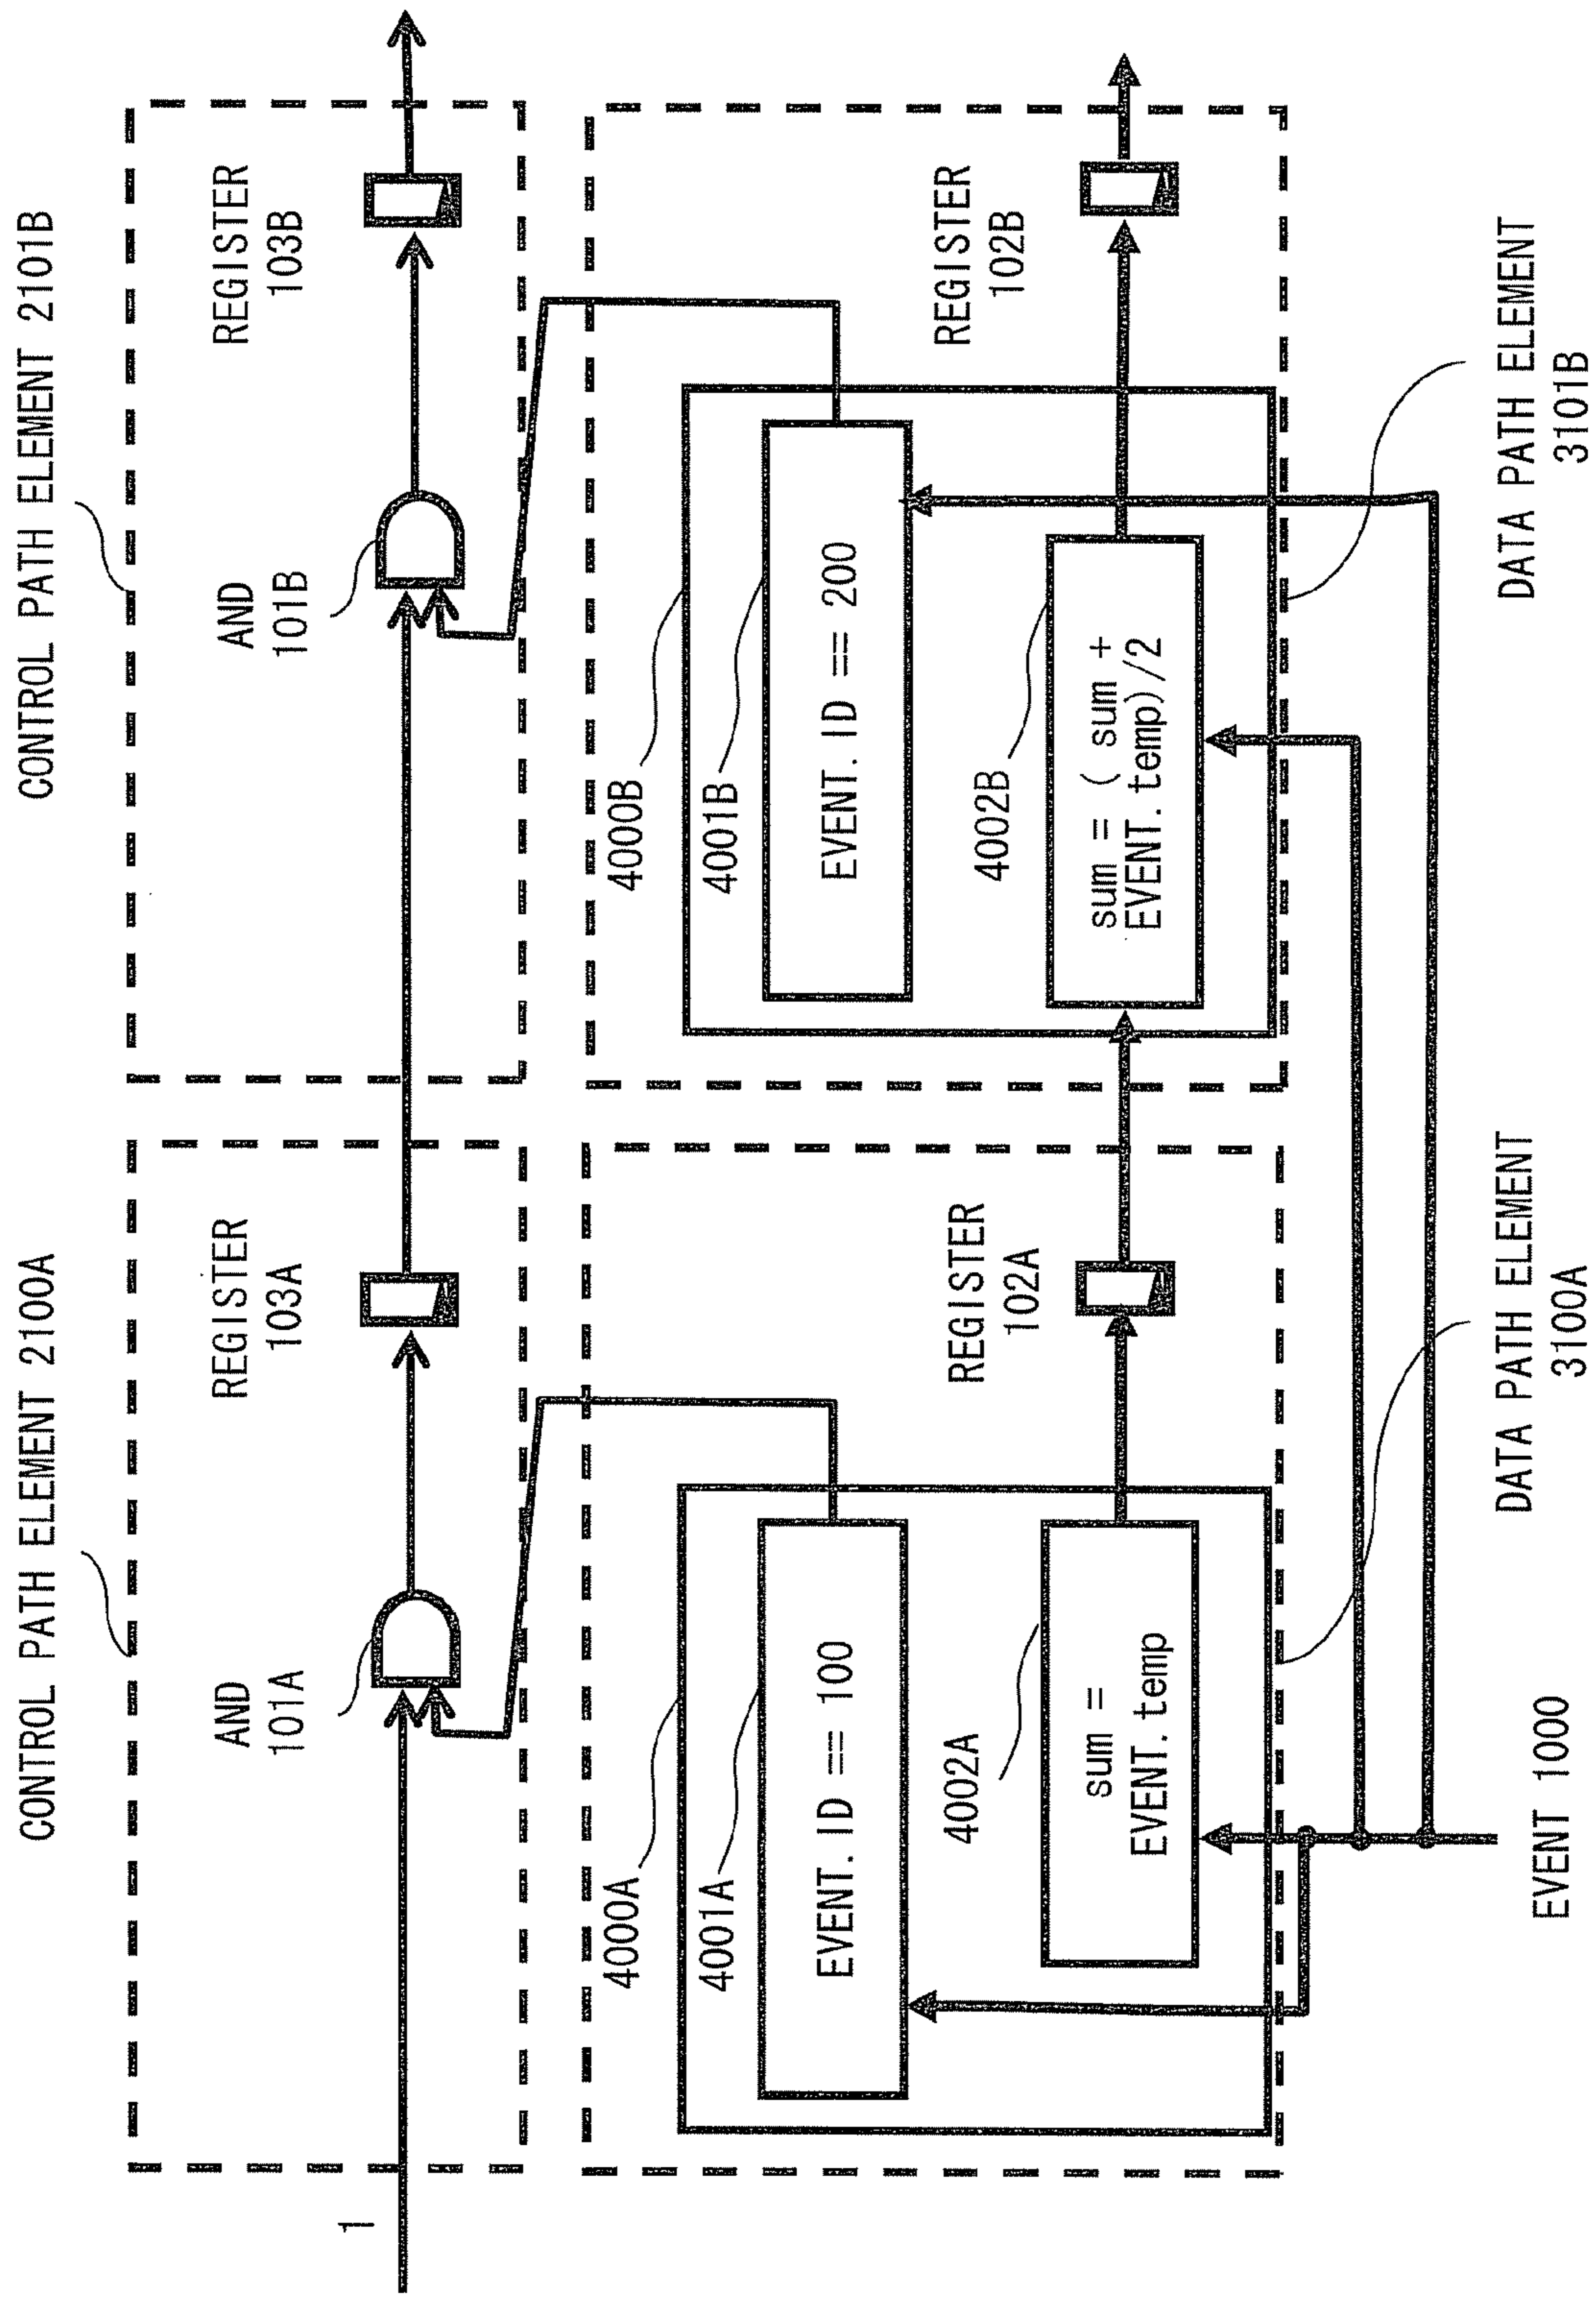 CONTROL PATH ELEMENT 2100A
CONTROL PATH ELEMENT 2101B
AND
101A
REGISTER
103A
AND
101B
REGISTER
103B
1
4000A
4001A
EVENT. ID == 100
4002A
sum =
EVENT. temp
REGISTER
102A
4000B
4001B
EVENT. ID == 200
4002B
sum = ( sum +
EVENT. temp)/2
REGISTER
102B
EVENT 1000
DATA PATH ELEMENT
3100A
DATA PATH ELEMENT
3101B